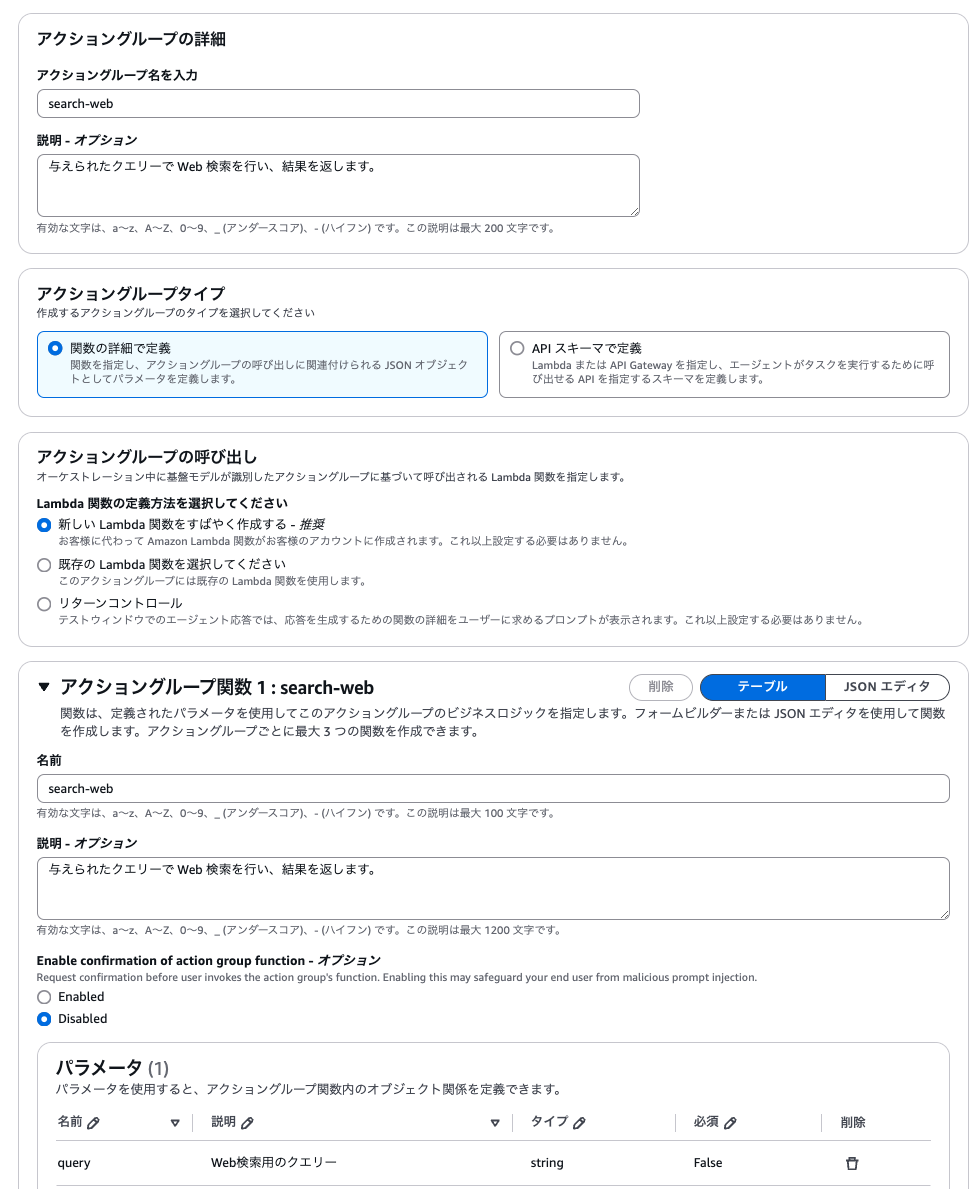 アクショングループの詳細
アクショングループ名を入力
search-web
説明 - オプション
与えられたクエリーで Web 検索を行い、結果を返します。
有効な文字は、a〜z、A〜Z、0〜9、_ (アンダースコア)、- (ハイフン) です。この説明は最大 200 文字です。
アクショングループタイプ
作成するアクショングループのタイプを選択してください
関数の詳細で定義
関数を指定し、アクショングループの呼び出しに関連付けられる JSON オブジェク
トとしてパラメータを定義します。
API スキーマで定義
Lambda または API Gateway を指定し、エージェントがタスクを実行するために呼
び出せる API を指定するスキーマを定義します。
アクショングループの呼び出し
オーケストレーション中に基盤モデルが識別したアクショングループに基づいて呼び出される Lambda 関数を指定します。
Lambda 関数の定義方法を選択してください
新しい Lambda 関数をすばやく作成する - 推奨
お客様に代わって Amazon Lambda 関数がお客様のアカウントに作成されます。これ以上設定する必要はありません。
既存の Lambda 関数を選択してください
このアクショングループには既存の Lambda 関数を使用します。
リターンコントロール
テストウィンドウでのエージェント応答では、応答を生成するための関数の詳細をユーザーに求めるプロンプトが表示されます。これ以上設定する必要はありません。
アクショングループ関数 1 : search-web
削除
テーブル
JSON エディタ
関数は、定義されたパラメータを使用してこのアクショングループのビジネスロジックを指定します。フォームビルダーまたは JSON エディタを使用して関数
を作成します。アクショングループごとに最大 3 つの関数を作成できます。
名前
search-web
有効な文字は、a〜z、A〜Z、0〜9、_ (アンダースコア)、- (ハイフン) です。この説明は最大 100 文字です。
説明 - オプション
与えられたクエリーで Web 検索を行い、結果を返します。
有効な文字は、a〜z、A〜Z、0〜9、_ (アンダースコア)、- (ハイフン) です。この説明は最大 1200 文字です。
Enable confirmation of action group function - オプション
Request confirmation before user invokes the action group's function. Enabling this may safeguard your end user from malicious prompt injection.
Enabled
Disabled
パラメータ (1)
パラメータを使用すると、アクショングループ関数内のオブジェクト関係を定義できます。
名前 説明 タイプ 必須 削除
query Web検索用のクエリー string False